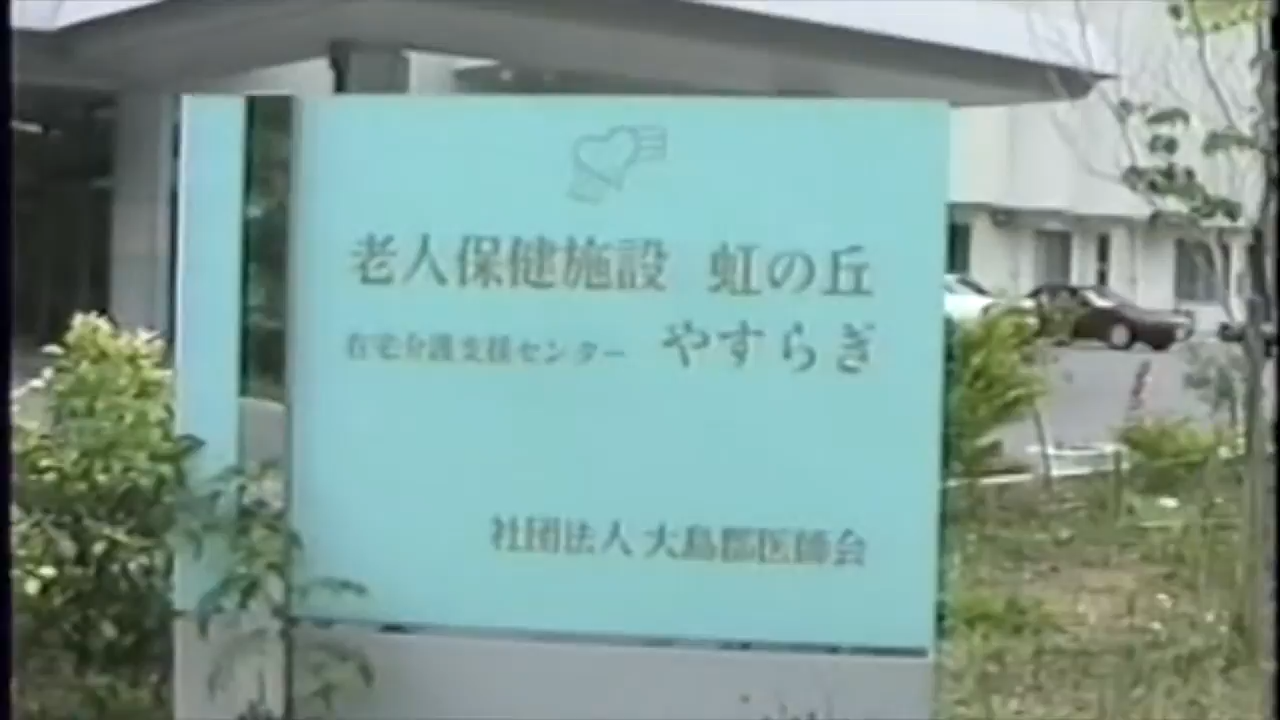 老人保健施設 虹の丘
在宅介護支援センター やすらぎ
社団法人 大島郡医師会